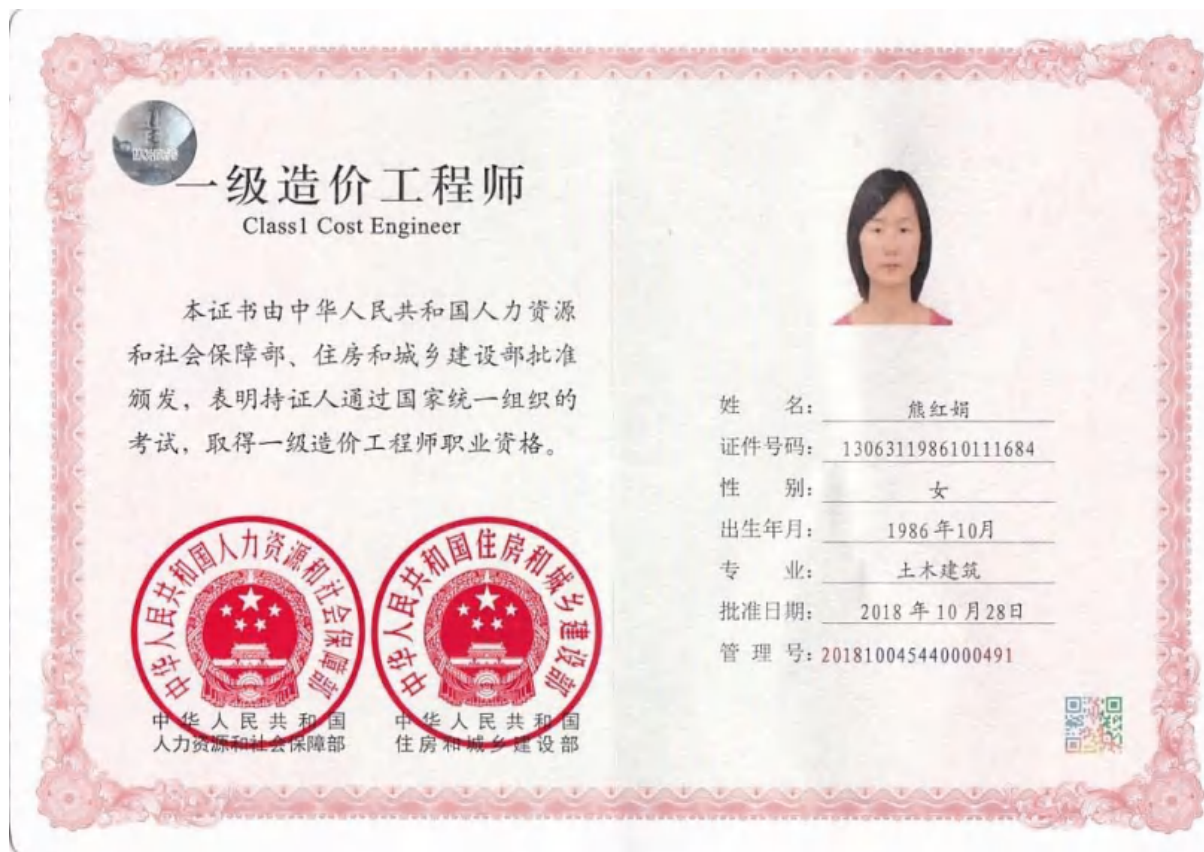 一级造价工程师
Class1 Cost Engineer
本证书由中华人民共和国人力资源
和社会保障部、住房和城乡建设部批准
颁发，表明持证人通过国家统一组织的
考试，取得一级造价工程师职业资格。
中华人民共和国人力资源和社会保障部
中华人民共和国住房和城乡建设部
中华人民共和国
人力资源和社会保障部
中华人民共和国
住房和城乡建设部
姓名：熊红娟
证件号码：130631198610111684
性别：女
出生年月：1986年10月
专业：土木建筑
批准日期：2018年10月28日
管理号：201810045440000491